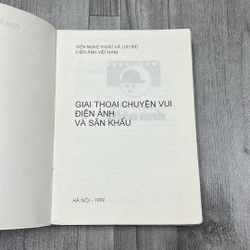 VIỆN NGHỆ THUẬT VÀ LƯU TRỮ
ĐIỆN ẢNH VIỆT NAM
GIAI THOẠI CHUYỆN VUI
ĐIỆN ẢNH
VÀ SÂN KHẤU
HÀ NỘI - 1999